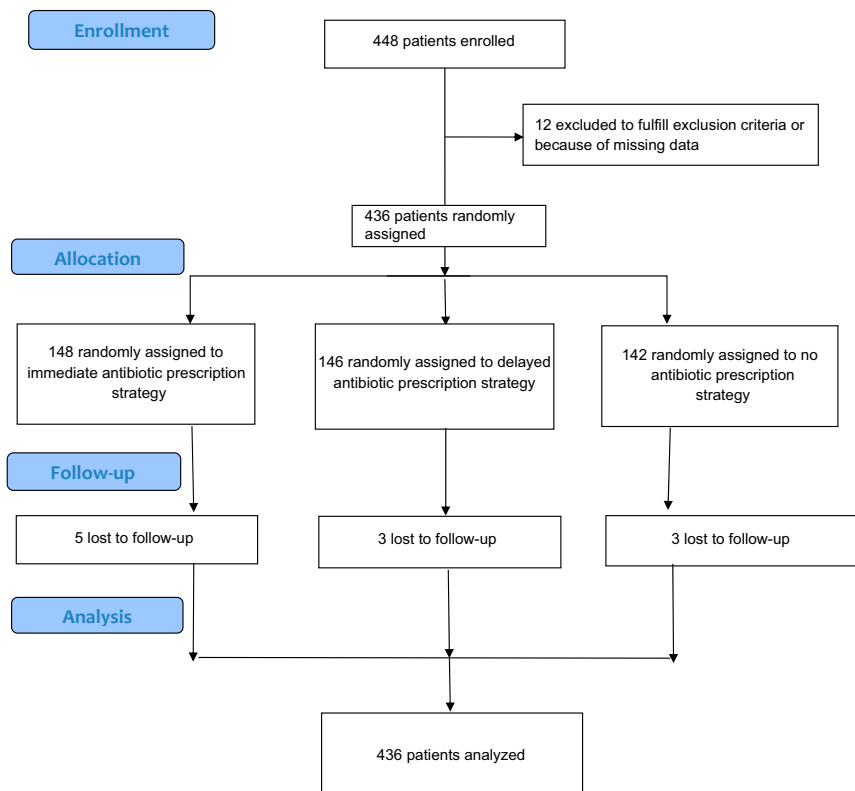 Enrollment
448 patients enrolled
12 excluded to fulfill exclusion criteria or
because of missing data
436 patients randomly
assigned
Allocation
148 randomly assigned to
immediate antibiotic prescription
strategy
146 randomly assigned to delayed
antibiotic prescription strategy
142 randomly assigned to no
antibiotic prescription
strategy
Follow-up
5 lost to follow-up
3 lost to follow-up
3 lost to follow-up
Analysis
436 patients analyzed